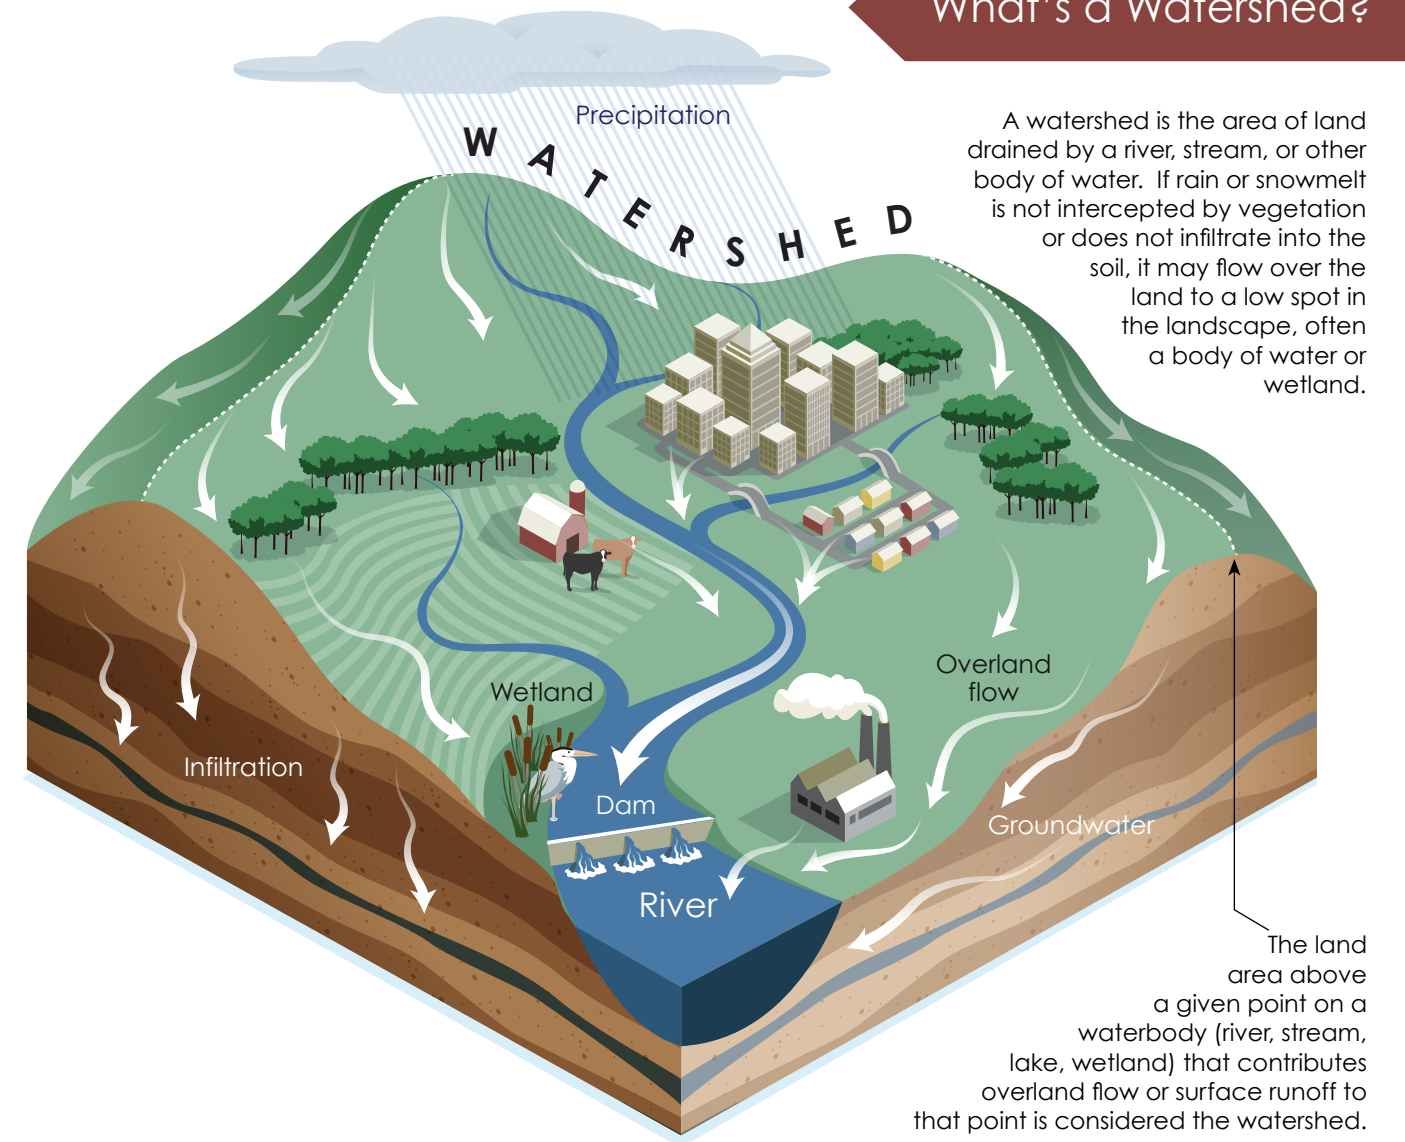 What's a Watershed?
Precipitation
WATERSHED
A watershed is the area of land
drained by a river, stream, or other
body of water.  If rain or snowmelt
is not intercepted by vegetation
or does not infiltrate into the
soil, it may flow over the
land to a low spot in
the landscape, often
a body of water or
wetland.
Overland
flow
Wetland
Infiltration
Dam
Groundwater
River
The land
area above
a given point on a
waterbody (river, stream,
lake, wetland) that contributes
overland flow or surface runoff to
that point is considered the watershed.